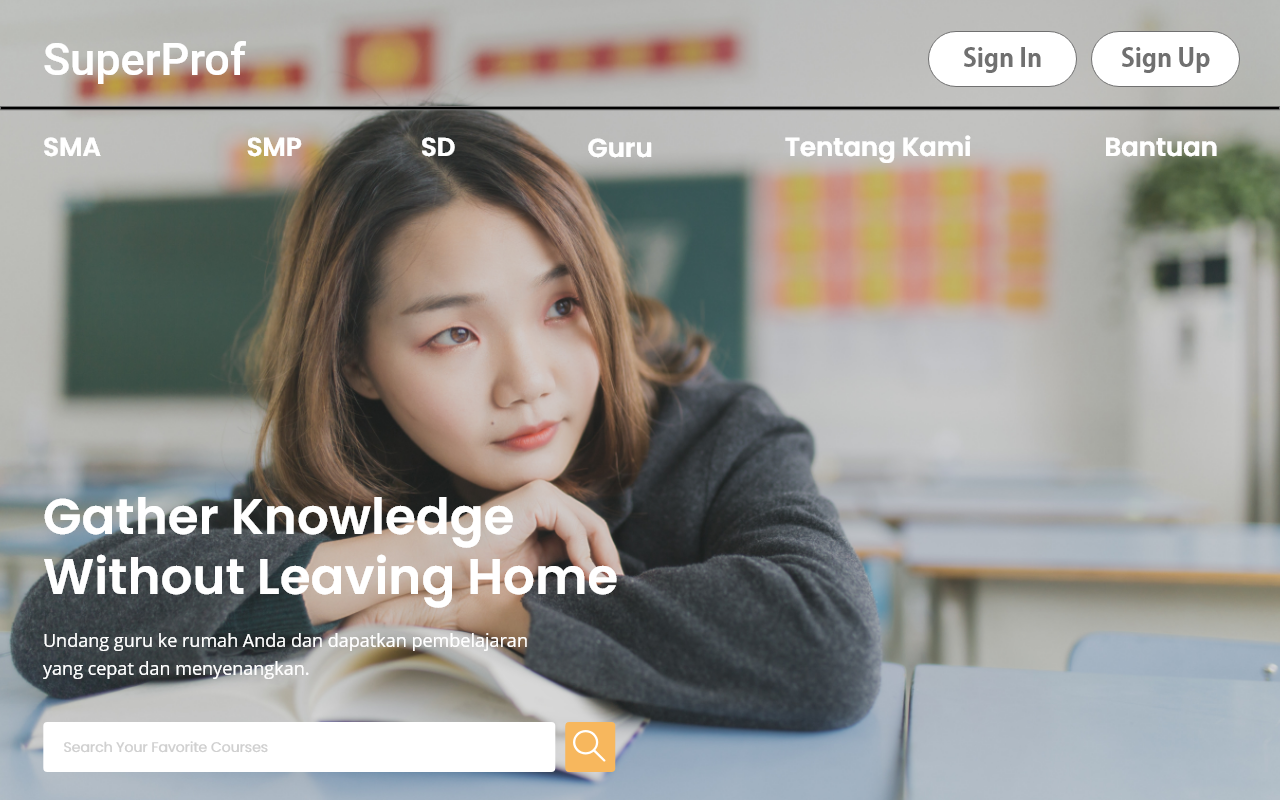 SuperProf
Sign In
Sign Up
SMA
SMP
SD
Guru
Tentang Kami
Bantuan
Gather Knowledge
Without Leaving Home
Undang guru ke rumah Anda dan dapatkan pembelajaran
yang cepat dan menyenangkan.
Search Your Favorite Courses